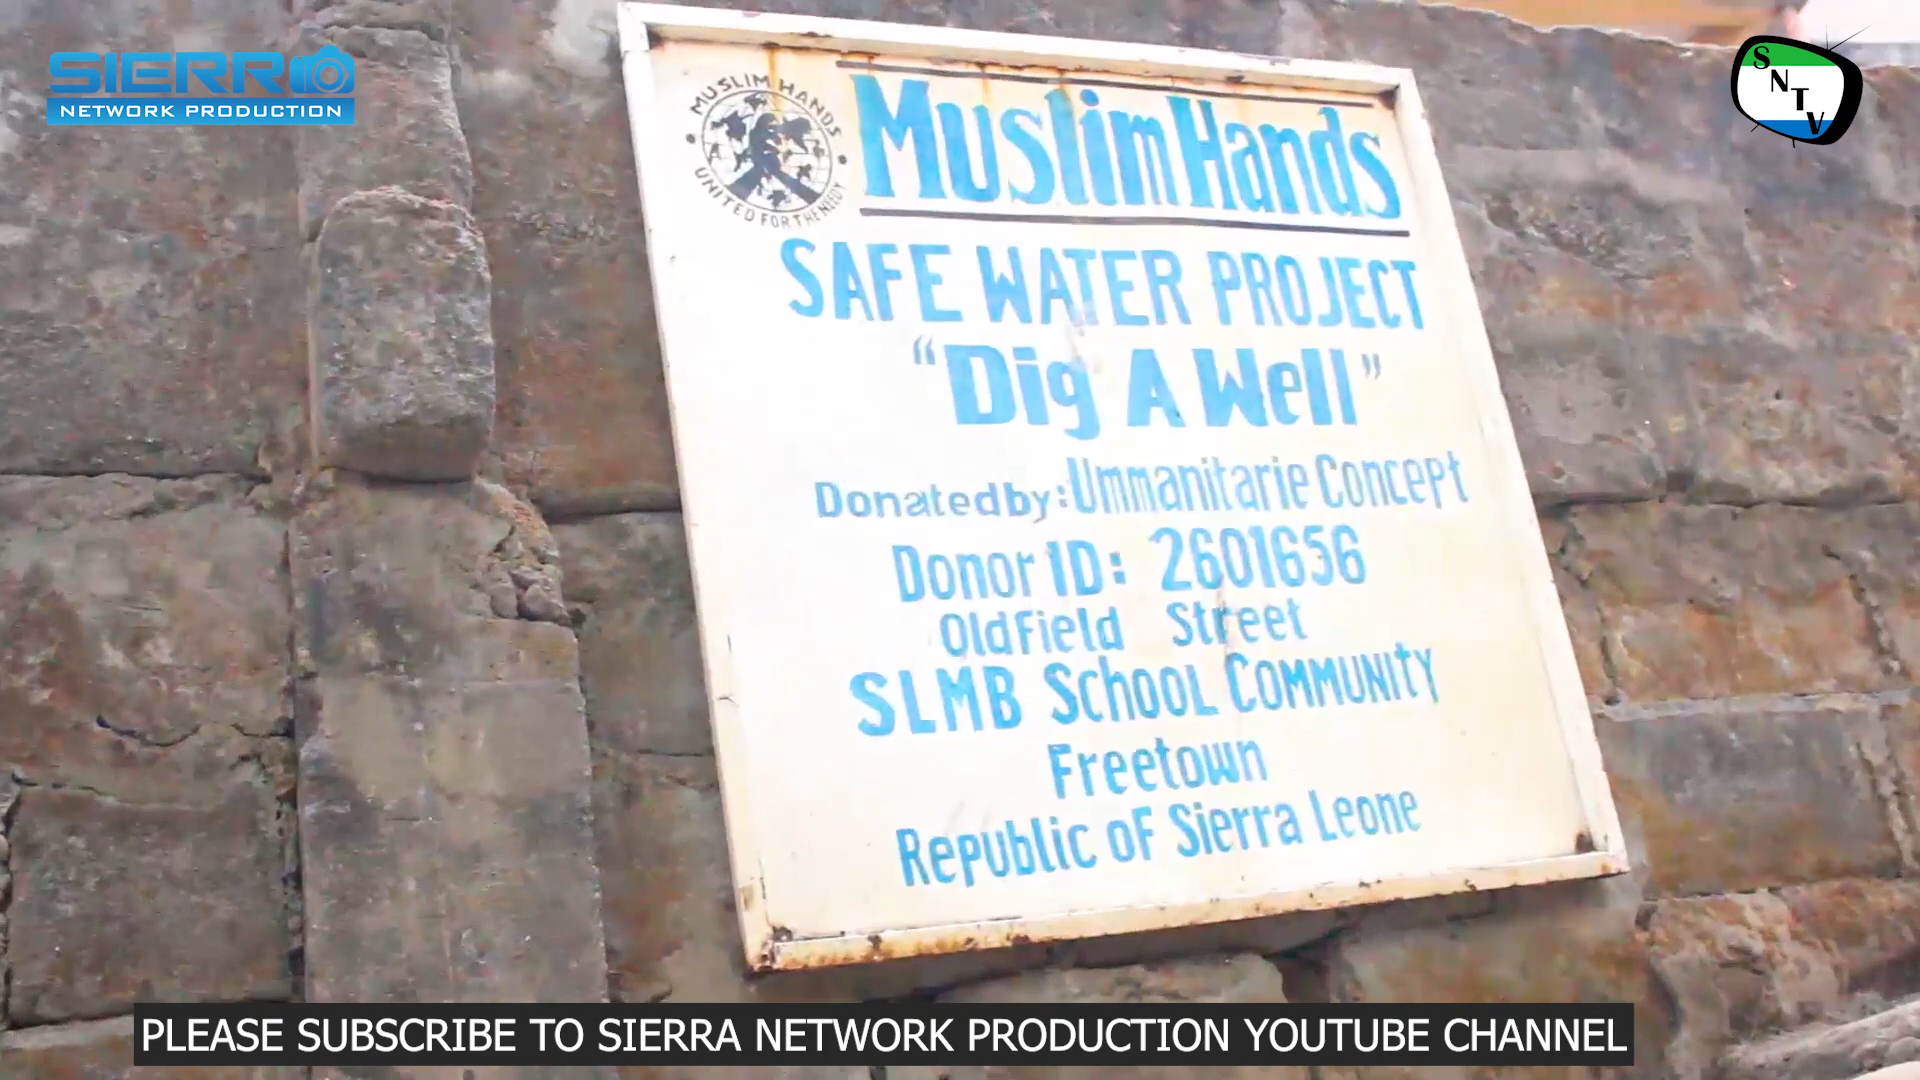 SIERRO
NETWORK PRODUCTION
SNTV
MUSLIM HANDS
UNITED FOR THE NEEDY
Muslim Hands
SAFE WATER PROJECT
"Dig A Well"
Donated by: Ummanitarie Concept
Donor ID: 2601656
Oldfield Street
SLMB School Community
Freetown
Republic of Sierra Leone
PLEASE SUBSCRIBE TO SIERRA NETWORK PRODUCTION YOUTUBE CHANNEL